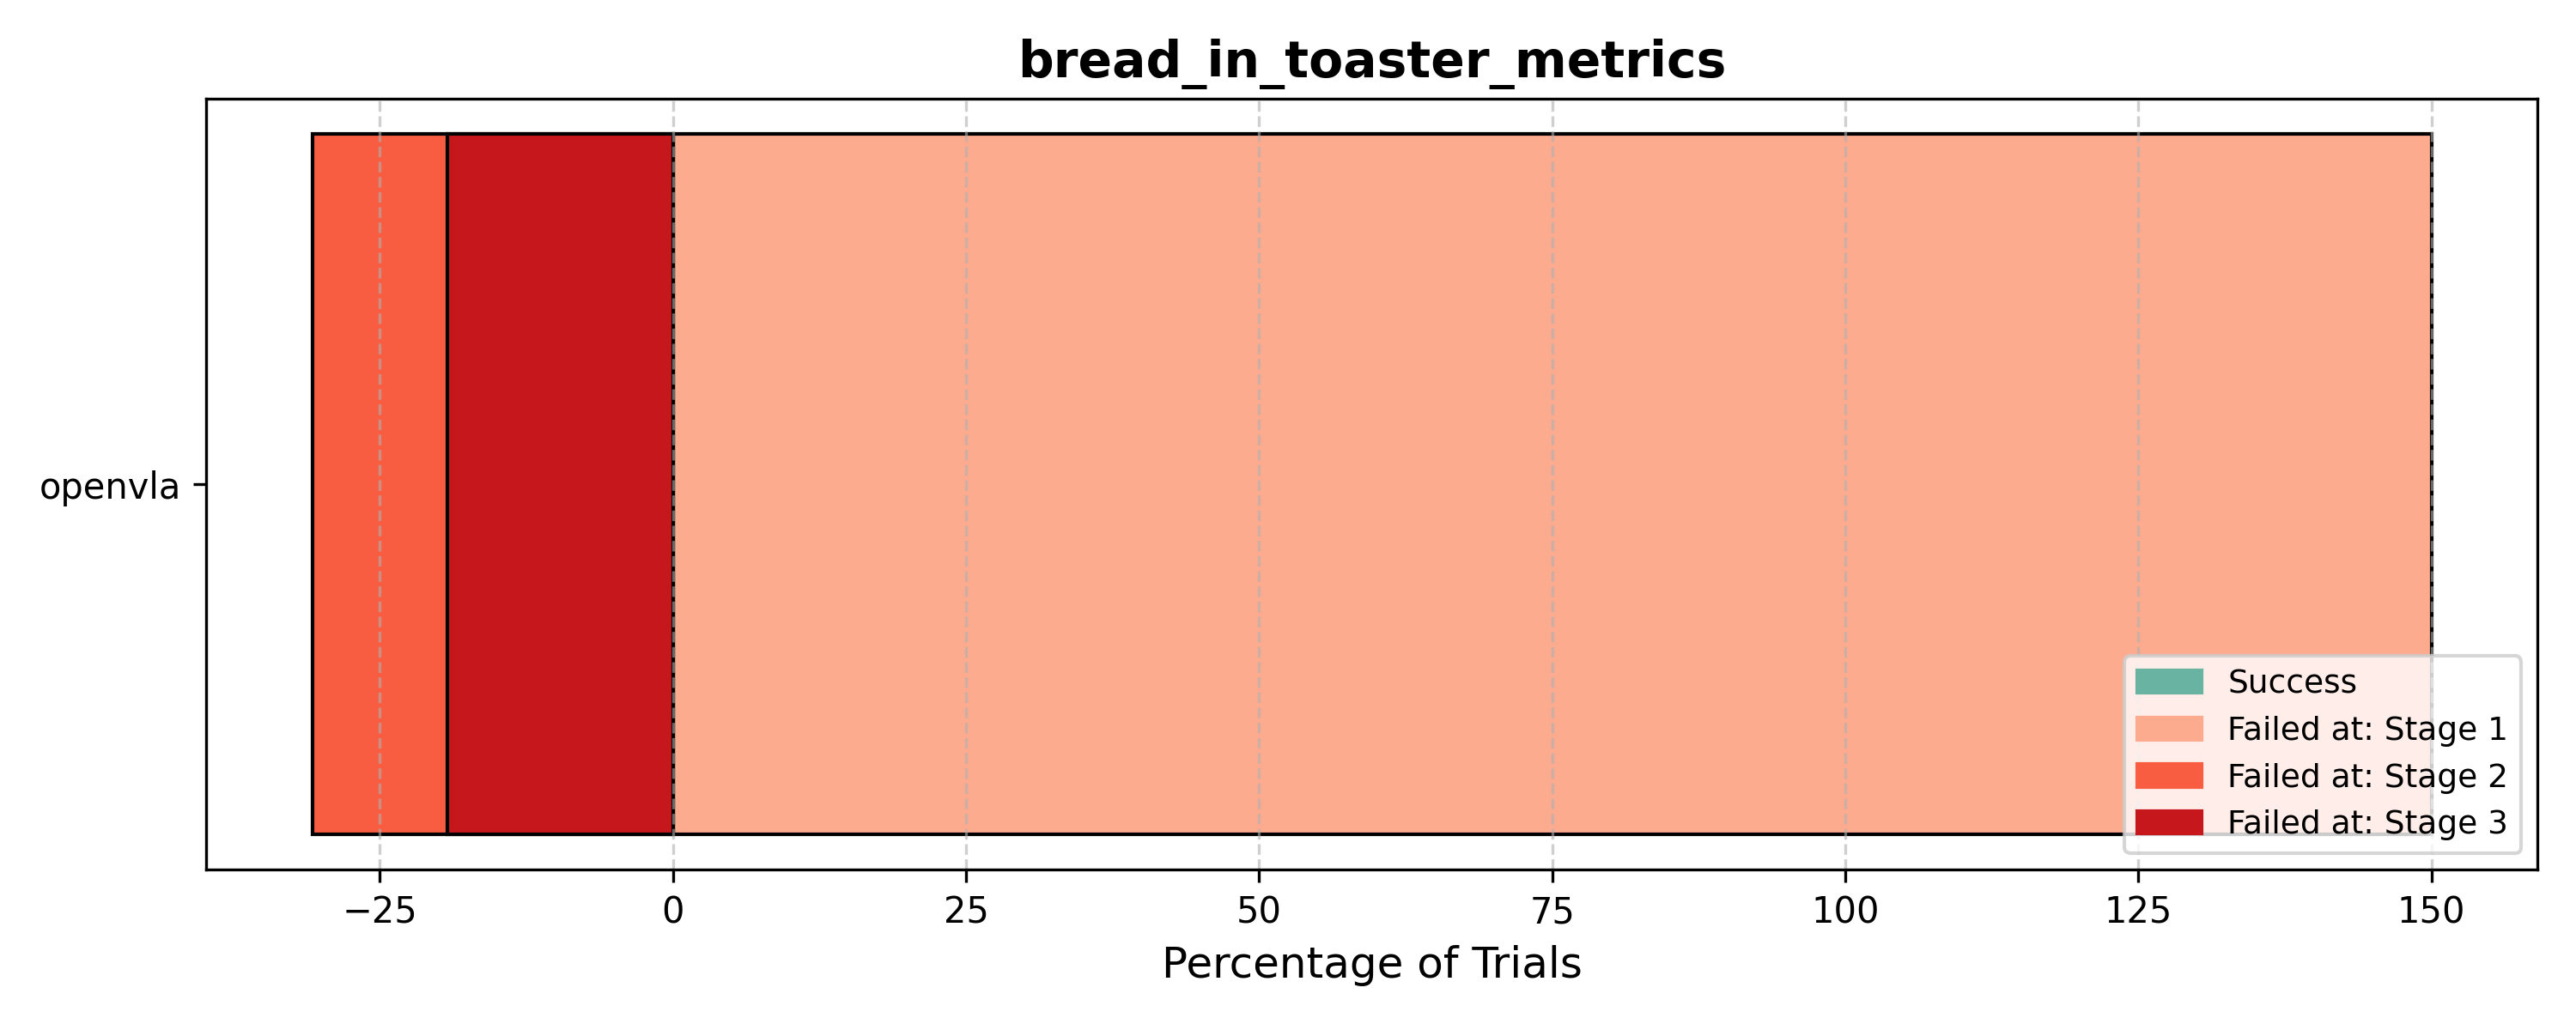 bread_in_toaster_metrics
openvla
Success
Failed at: Stage 1
Failed at: Stage 2
Failed at: Stage 3
−25 0 25 50 75 100 125 150
Percentage of Trials